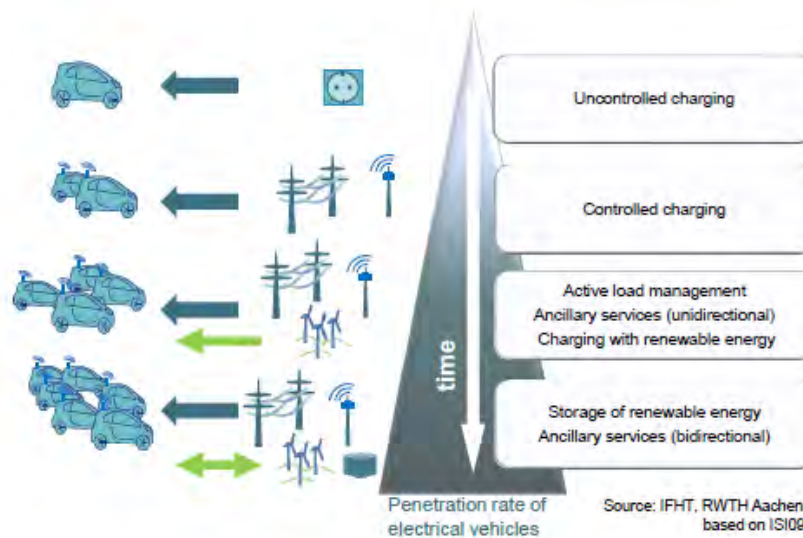 Uncontrolled charging
Controlled charging
Active load management
Ancillary services (unidirectional)
Charging with renewable energy
time
Storage of renewable energy
Ancillary services (bidirectional)
Penetration rate of
electrical vehicles
Source: IFHT, RWTH Aachen
based on ISI09